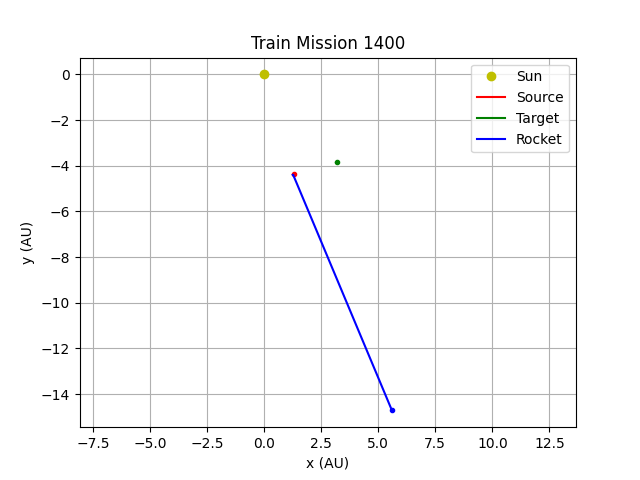 Train Mission 1400
Sun
Source
Target
Rocket
y (AU)
0
−2
−4
−6
−8
−10
−12
−14
−7.5 −5.0 −2.5 0.0 2.5 5.0 7.5 10.0 12.5
x (AU)